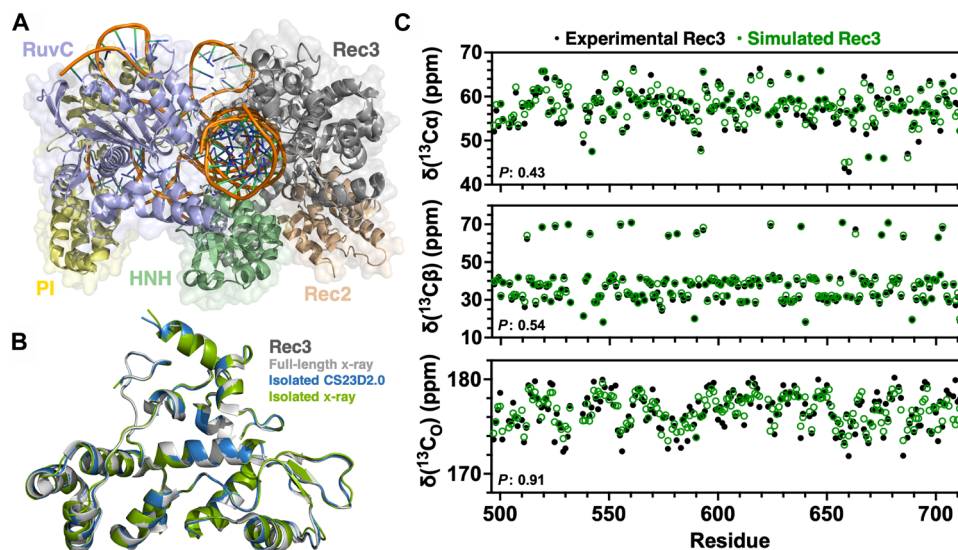 A
RuvC
Rec3
PI
HNH
Rec2
B
Rec3
Full-length x-ray
Isolated CS23D2.0
Isolated x-ray
C
• Experimental Rec3 ● Simulated Rec3
δ(¹³Cα) (ppm)
70
60
50
40
P: 0.43
δ(¹³Cβ) (ppm)
70
50
30
10
P: 0.54
δ(¹³C₀)) (ppm)
180
170
P: 0.91
500 550 600 650 700
Residue